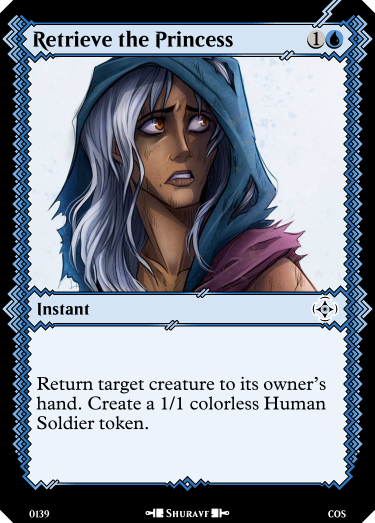 Retrieve the Princess 1
Instant
Return target creature to its owner's
hand. Create a 1/1 colorless Human
Soldier token.
0139 Shurayf COS